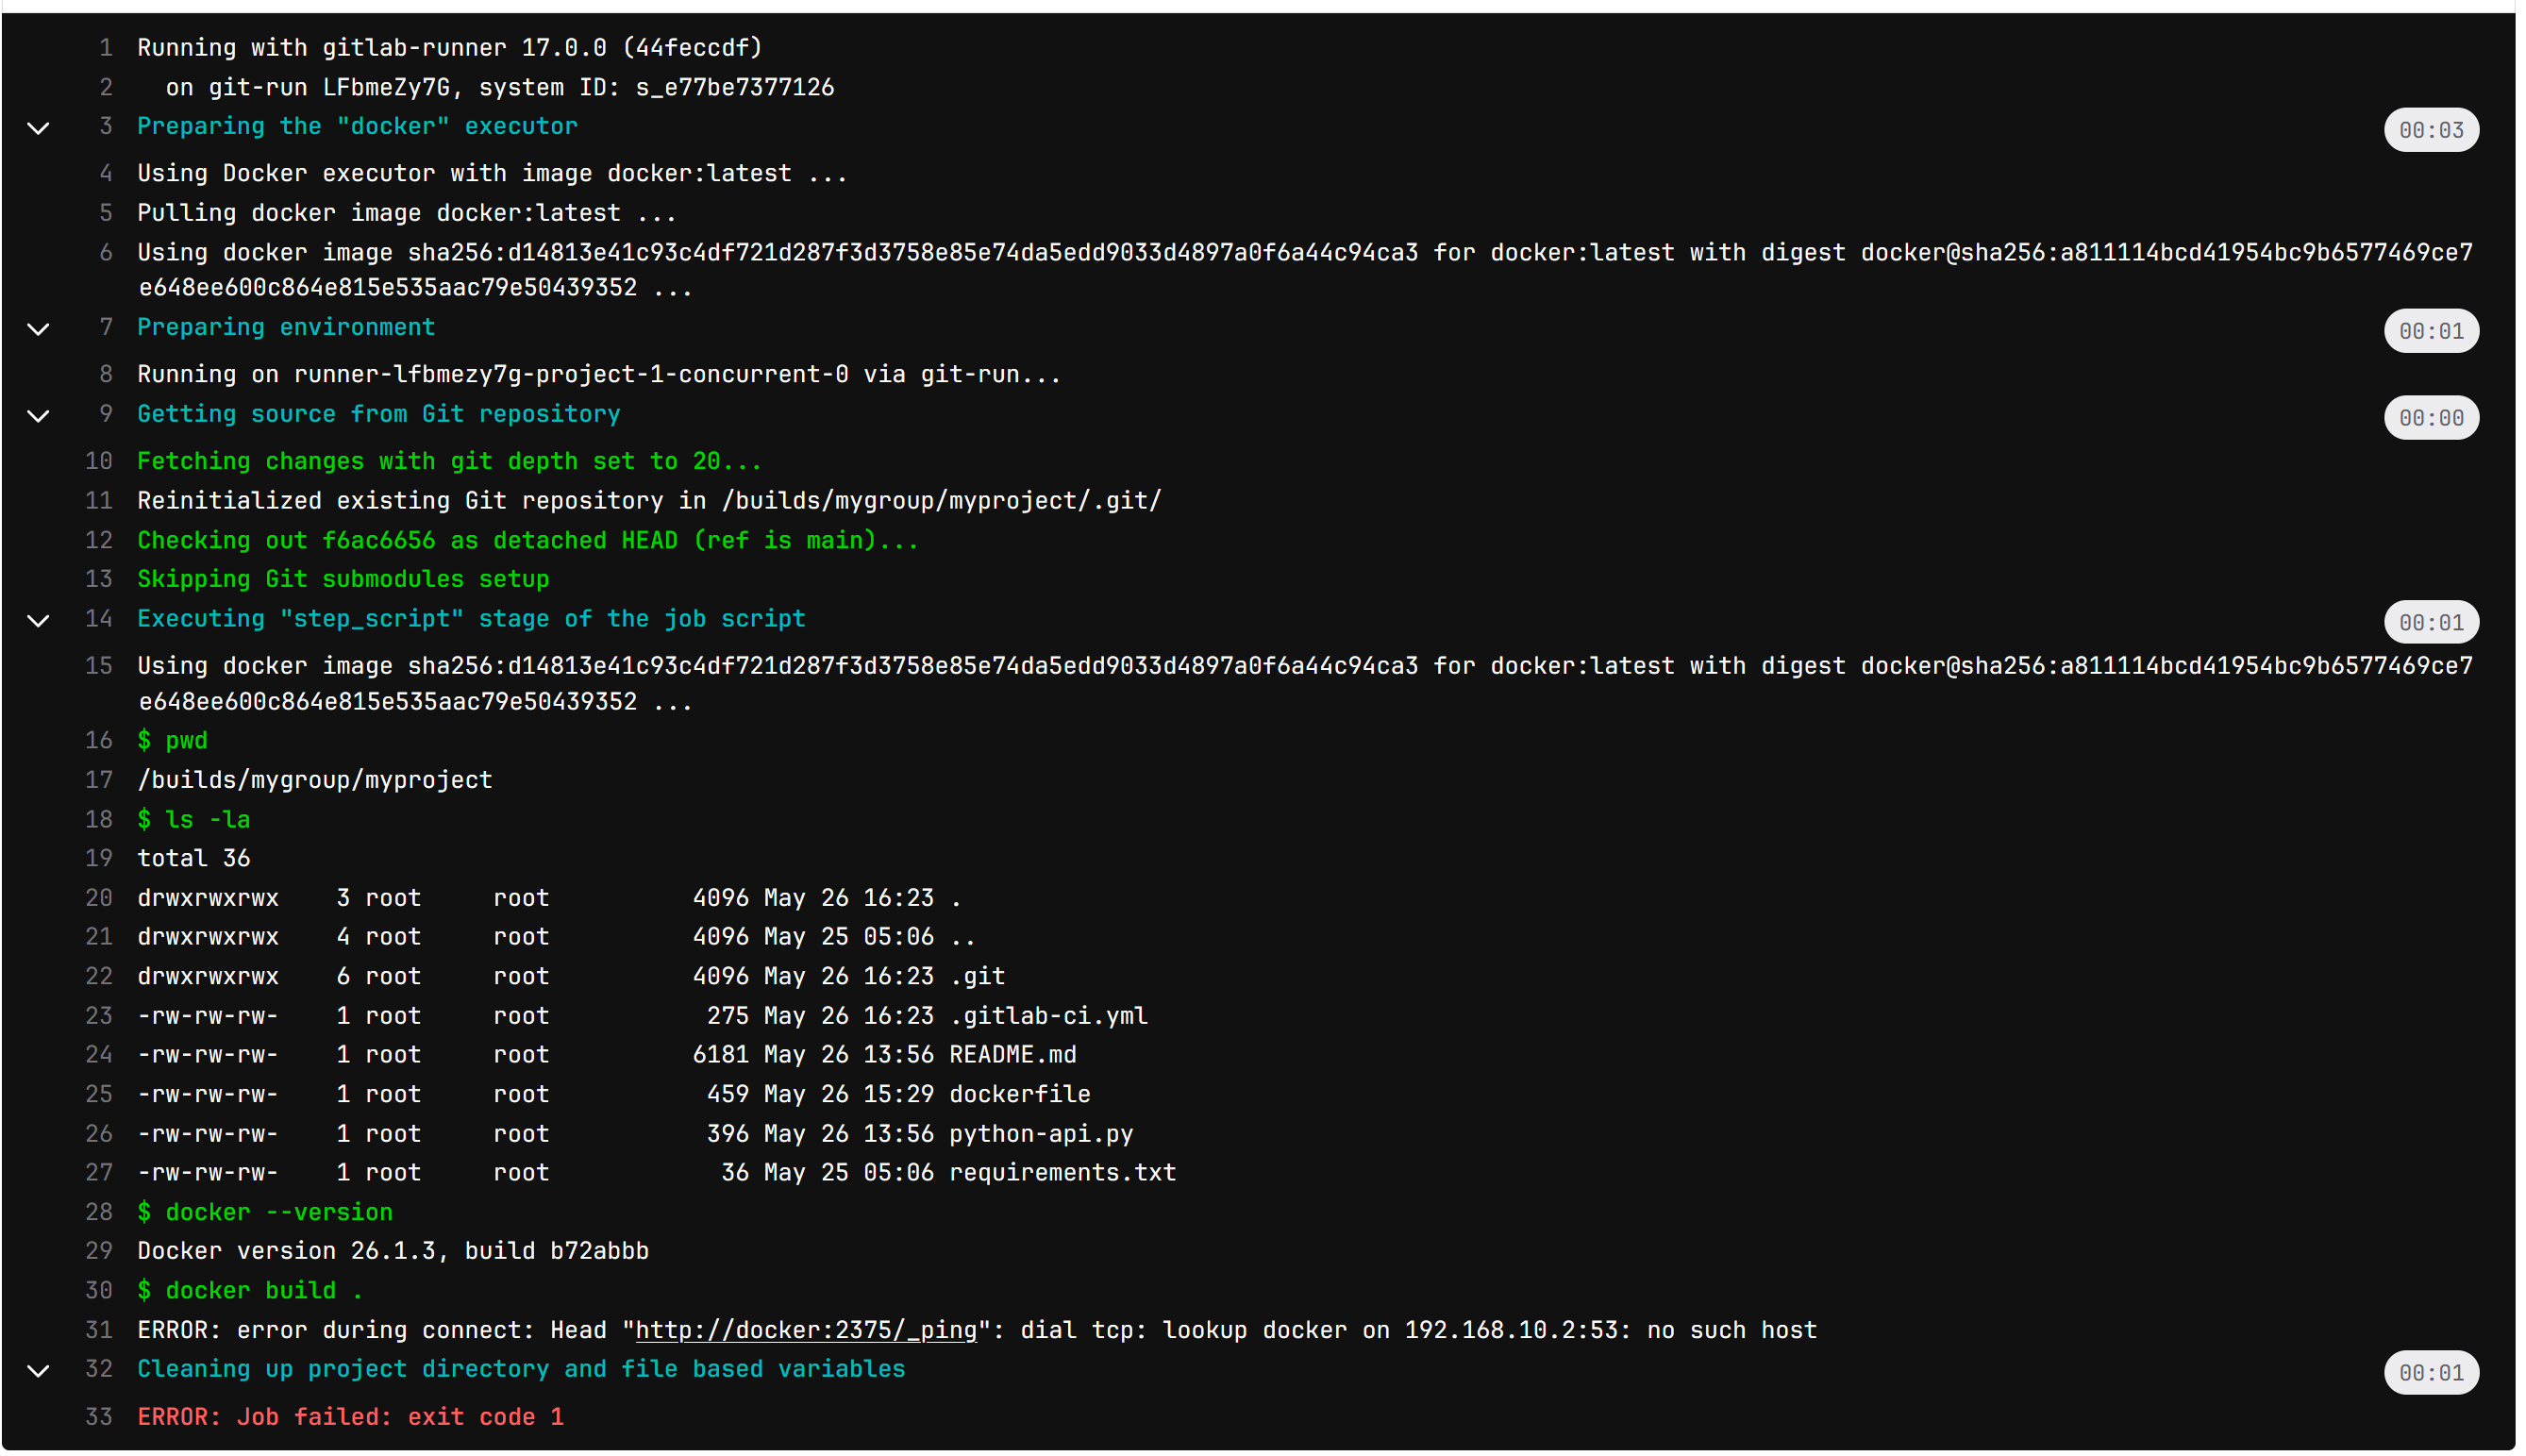 1 Running with gitlab-runner 17.0.0 (44feccdf)
2 on git-run LFbmeZy7G, system ID: s_e77be7377126
3 Preparing the "docker" executor 00:03
4 Using Docker executor with image docker:latest ...
5 Pulling docker image docker:latest ...
6 Using docker image sha256:d14813e41c93c4df721d287f3d3758e85e74da5edd9033d4897a0f6a44c94ca3 for docker:latest with digest docker@sha256:a811114bcd41954bc9b6577469ce7
e648ee600c864e815e535aac79e50439352 ...
7 Preparing environment 00:01
8 Running on runner-lfbmezy7g-project-1-concurrent-0 via git-run...
9 Getting source from Git repository 00:00
10 Fetching changes with git depth set to 20...
11 Reinitialized existing Git repository in /builds/mygroup/myproject/.git/
12 Checking out f6ac6656 as detached HEAD (ref is main)...
13 Skipping Git submodules setup
14 Executing "step_script" stage of the job script 00:01
15 Using docker image sha256:d14813e41c93c4df721d287f3d3758e85e74da5edd9033d4897a0f6a44c94ca3 for docker:latest with digest docker@sha256:a811114bcd41954bc9b6577469ce7
e648ee600c864e815e535aac79e50439352 ...
16 $ pwd
17 /builds/mygroup/myproject
18 $ ls -la
19 total 36
20 drwxrwxrwx    3 root     root          4096 May 26 16:23 .
21 drwxrwxrwx    4 root     root          4096 May 25 05:06 ..
22 drwxrwxrwx    6 root     root          4096 May 26 16:23 .git
23 -rw-rw-rw-    1 root     root           275 May 26 16:23 .gitlab-ci.yml
24 -rw-rw-rw-    1 root     root          6181 May 26 13:56 README.md
25 -rw-rw-rw-    1 root     root           459 May 26 15:29 dockerfile
26 -rw-rw-rw-    1 root     root           396 May 26 13:56 python-api.py
27 -rw-rw-rw-    1 root     root            36 May 25 05:06 requirements.txt
28 $ docker --version
29 Docker version 26.1.3, build b72abbb
30 $ docker build .
31 ERROR: error during connect: Head "http://docker:2375/_ping": dial tcp: lookup docker on 192.168.10.2:53: no such host
32 Cleaning up project directory and file based variables 00:01
33 ERROR: Job failed: exit code 1